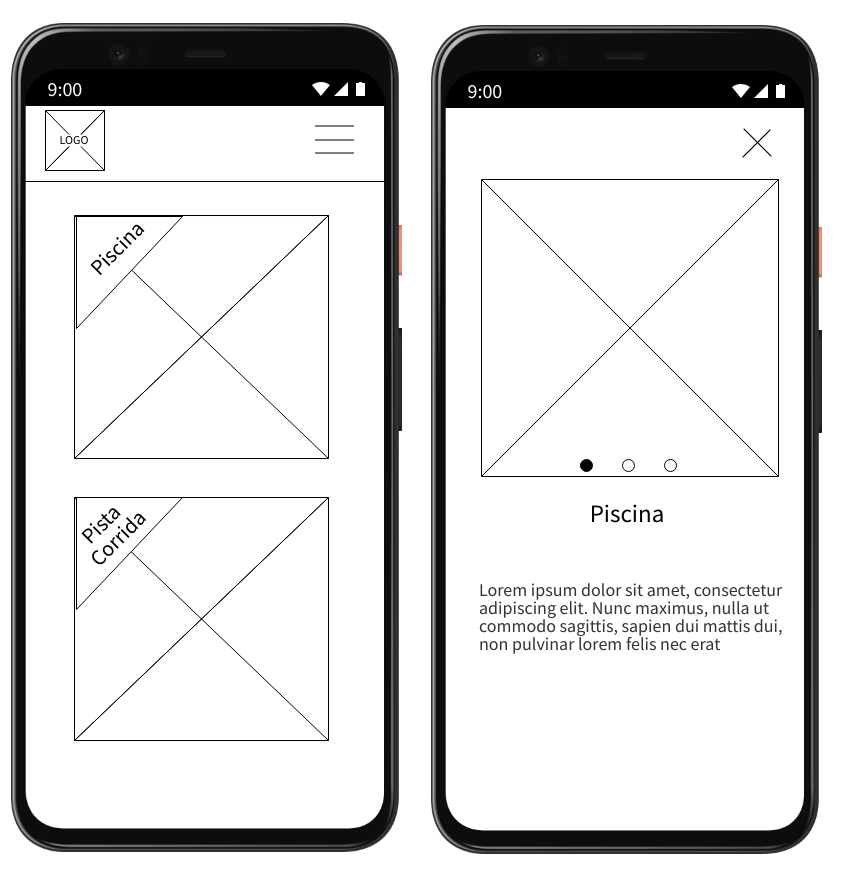 9:00
LOGO
Piscina
Pista
Corrida
9:00
Piscina
Lorem ipsum dolor sit amet, consectetur
adipiscing elit. Nunc maximus, nulla ut
commodo sagittis, sapien dui mattis dui,
non pulvinar lorem felis nec erat